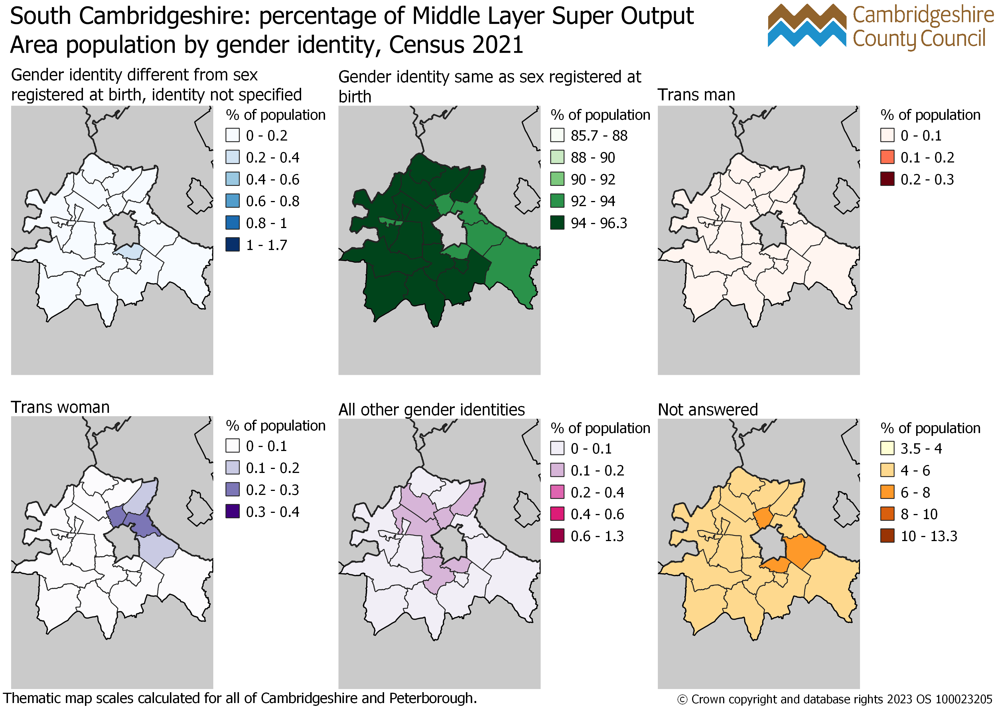 South Cambridgeshire: percentage of Middle Layer Super Output
Area population by gender identity, Census 2021
Cambridgeshire
County Council
Gender identity different from sex
registered at birth, identity not specified
% of population
0 - 0.2
0.2 - 0.4
0.4 - 0.6
0.6 - 0.8
0.8 - 1
1 - 1.7
Gender identity same as sex registered at
birth
% of population
85.7 - 88
88 - 90
90 - 92
92 - 94
94 - 96.3
Trans man
% of population
0 - 0.1
0.1 - 0.2
0.2 - 0.3
Trans woman
% of population
0 - 0.1
0.1 - 0.2
0.2 - 0.3
0.3 - 0.4
All other gender identities
% of population
0 - 0.1
0.1 - 0.2
0.2 - 0.4
0.4 - 0.6
0.6 - 1.3
Not answered
% of population
3.5 - 4
4 - 6
6 - 8
8 - 10
10 - 13.3
Thematic map scales calculated for all of Cambridgeshire and Peterborough.
© Crown copyright and database rights 2023 OS 100023205